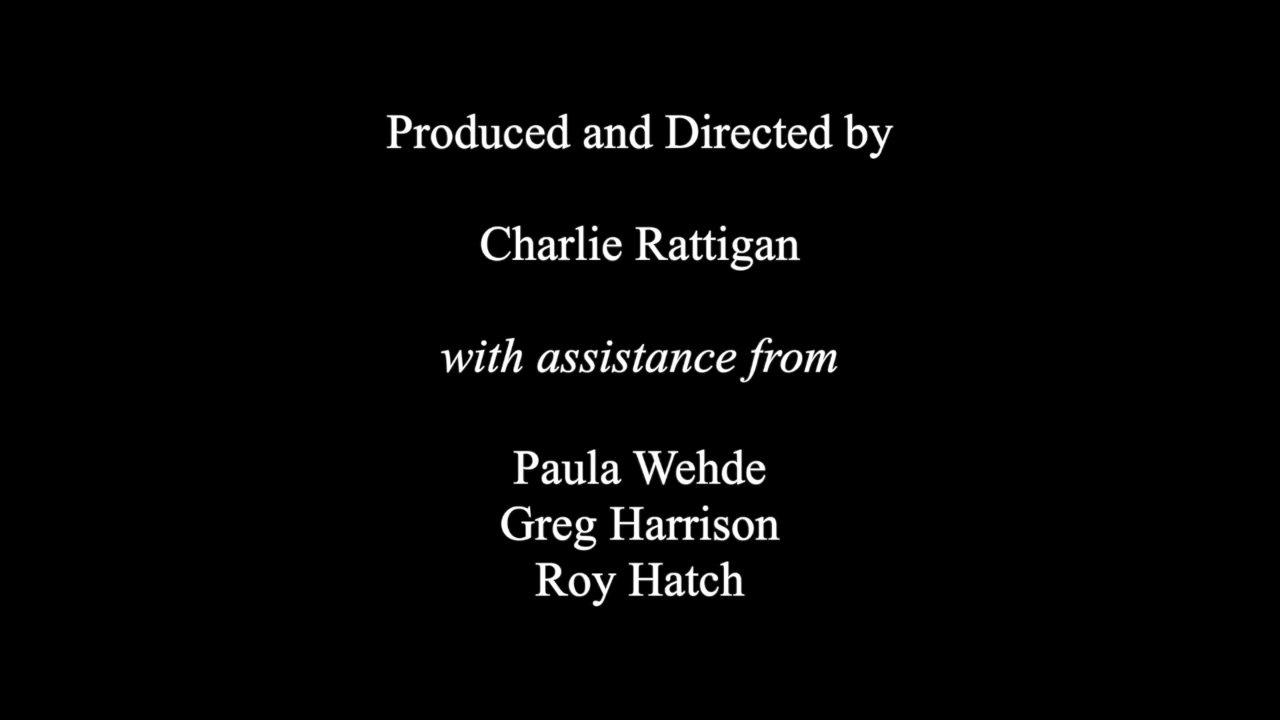 Produced and Directed by
Charlie Rattigan
with assistance from
Paula Wehde
Greg Harrison
Roy Hatch